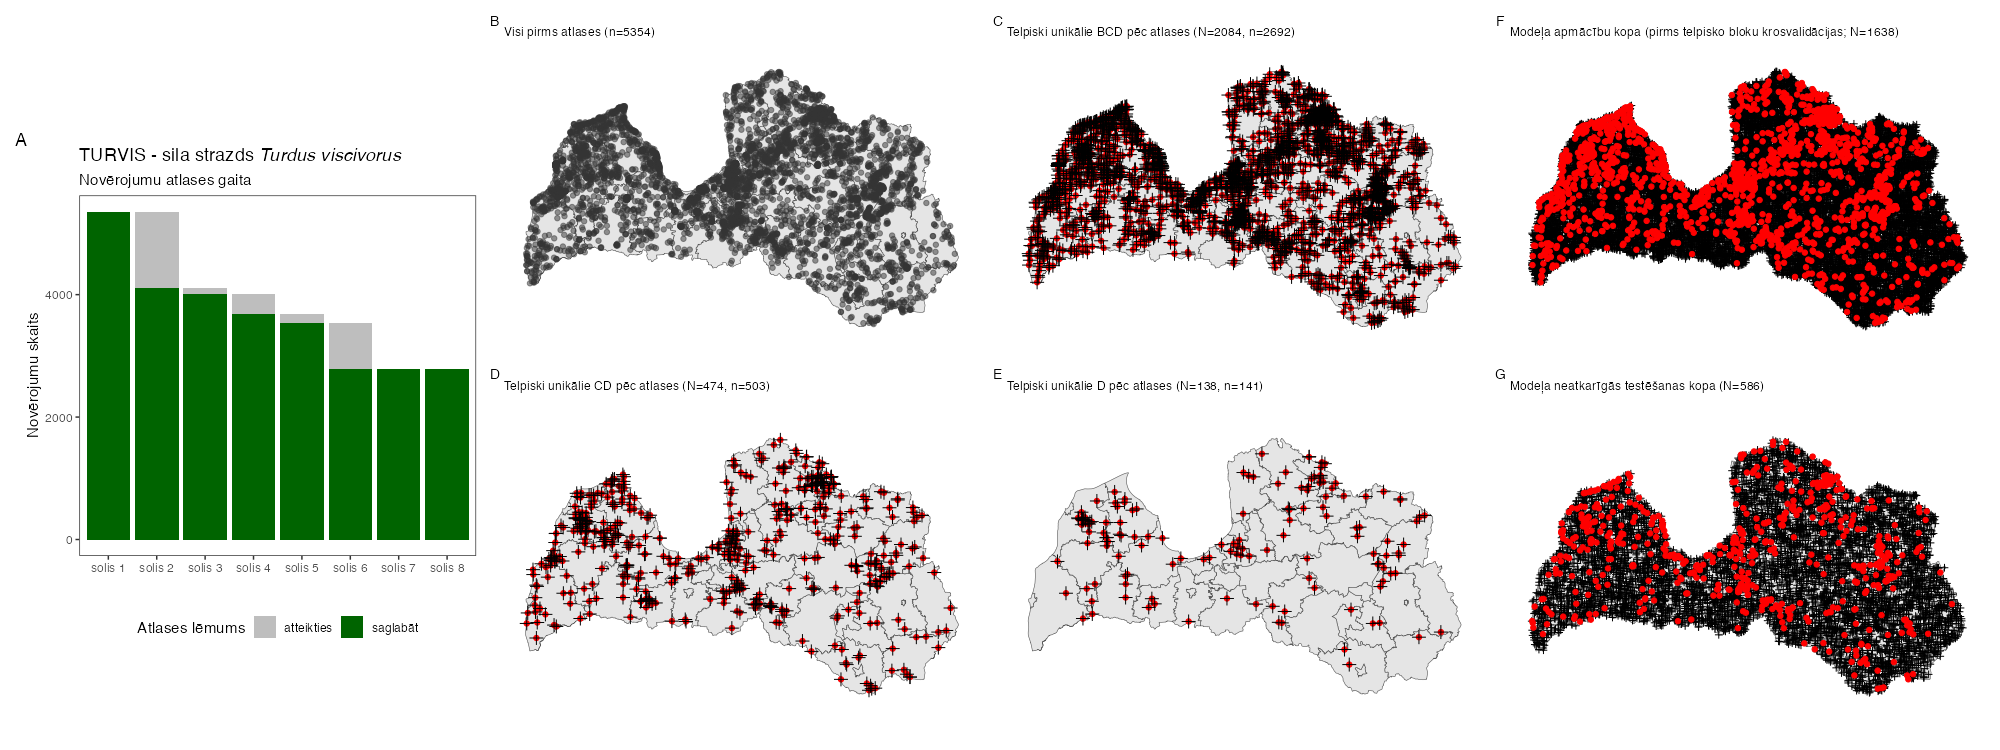 A
TURVIS - sila strazds Turdus viscivorus
Novērojumu atlases gaita
Novērojumu skaits
4000
2000
0
solis 1 solis 2 solis 3 solis 4 solis 5 solis 6 solis 7 solis 8
Atlases lēmums atteikties saglabāt
B
Visi pirms atlases (n=5354)
C
Telpiski unikālie BCD pēc atlases (N=2084, n=2692)
F
Modeļa apmācību kopa (pirms telpisko bloku krosvalidācijas; N=1638)
D
Telpiski unikālie CD pēc atlases (N=474, n=503)
E
Telpiski unikālie D pēc atlases (N=138, n=141)
G
Modeļa neatkarīgās testēšanas kopa (N=586)